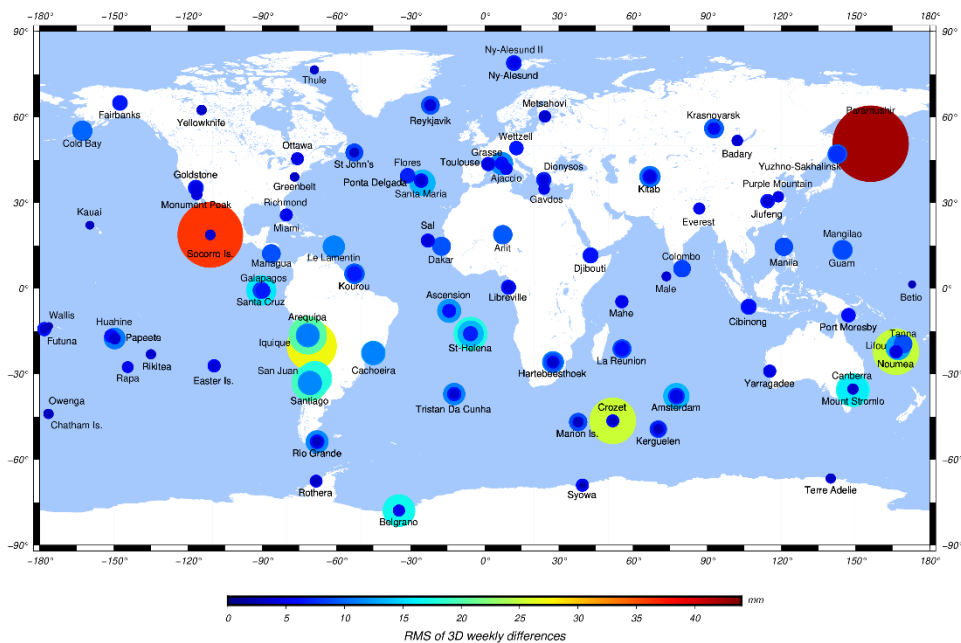 −180° −150° −120° −90° −60° −30° 0° 30° 60° 90° 120° 150° 180°
90° 90°
Ny-Alesund II
Ny-Alesund
Thule
Metsahovi
Krasnoyarsk
Paramushir
60° 60°
Fairbanks
Yellowknife
Reykjavik
Wettzell
Cold Bay
Ottawa
St John's
Grasse
Toulouse
Badary
Yuzhno-Sakhalinsk
Flores
Dionysos
Goldstone
Greenbelt
Ponta Delgada
Ajaccio
Kitab
Purple Mountain
Santa Maria
Gavdos
Jiufeng
30° 30°
Monument Peak
Richmond
Kauai
Miami
Sal
Everest
Mangilao
Socorro Is.
Le Lamentin
Arlit
Managua
Dakar
Djibouti
Colombo
Manila
Guam
Galapagos
Kourou
Male
0° 0°
Santa Cruz
Ascension
Libreville
Betio
Wallis
Huahine
Arequipa
Mahe
Cibinong
Port Moresby
Tanna
Futuna
Papeete
Iquique
St-Helena
Lifou
Rikitea
Cachoeira
La Reunion
Noumea
Rapa
Easter Is.
San Juan
Hartebeesthoek
Yarragadee
Canberra
−30° −30°
Santiago
Tristan Da Cunha
Crozet
Amsterdam
Mount Stromlo
Owenga
Chatham Is.
Marion Is.
Kerguelen
Rio Grande
−60° −60°
Rothera
Syowa
Terre Adelie
Belgrano
−90° −90°
−180° −150° −120° −90° −60° −30° 0° 30° 60° 90° 120° 150° 180°
mm
0 5 10 15 20 25 30 35 40
RMS of 3D weekly differences